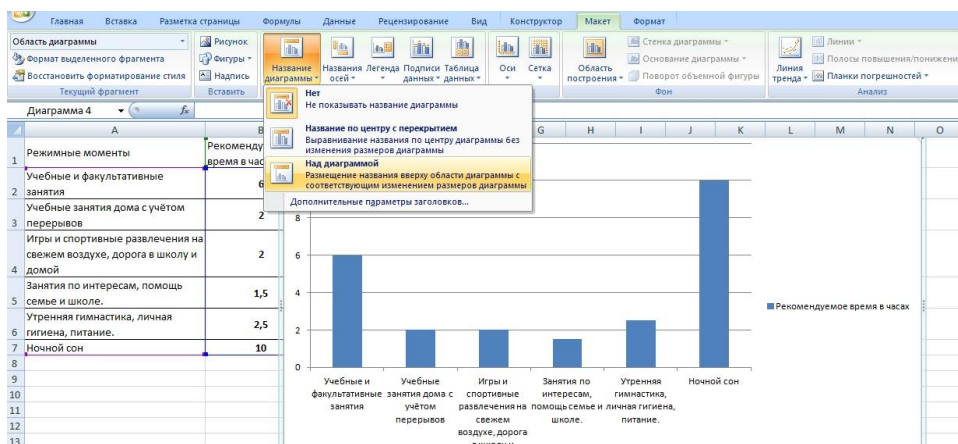 Главная Вставка Разметка страницы Формулы Данные Рецензирование Вид Конструктор Макет Формат
Область диаграммы
Формат выделенного фрагмента
Восстановить форматирование стиля
Текущий фрагмент
Рисунок
Фигуры
Надпись
Вставить
Название диаграммы
Названия осей
Легенда
Подписи данных
Таблица данных
Оси
Сетка
Область построения
Стенка диаграммы
Основание диаграммы
Поворот объемной фигуры
Фон
Линия тренда
Линии
Полосы повышения/понижени
Планки погрешностей
Анализ
Нет
Не показывать название диаграммы
Название по центру с перекрытием
Выравнивание названия по центру диаграммы без
изменения размеров диаграммы
Над диаграммой
Размещение названия вверху области диаграммы с
соответствующим изменением размеров диаграммы
Дополнительные параметры заголовков...
Диаграмма 4 fx
A B G H I J K L M N O
1 Режимные моменты Рекоменду
время в час
Учебные и факультативные
2 занятия 6
Учебные занятия дома с учётом
3 перерывов 2
Игры и спортивные развлечения на
свежем воздухе, дорога в школу и 2
4 домой
Занятия по интересам, помощь
5 семье и школе. 1,5
Утренняя гимнастика, личная
6 гигиена, питание. 2,5
7 Ночной сон 10
8
9
10
11
12
13
8
6
4
2
0
Учебные и
факультативные
занятия
Учебные
занятия дома с
учётом
перерывов
Игры и
спортивные
развлечения на
свежем
воздухе, дорога
Занятия по
интересам,
помощь семье и
школе.
Утренняя
гимнастика,
личная гигиена,
питание.
Ночной сон
Рекомендуемое время в часах